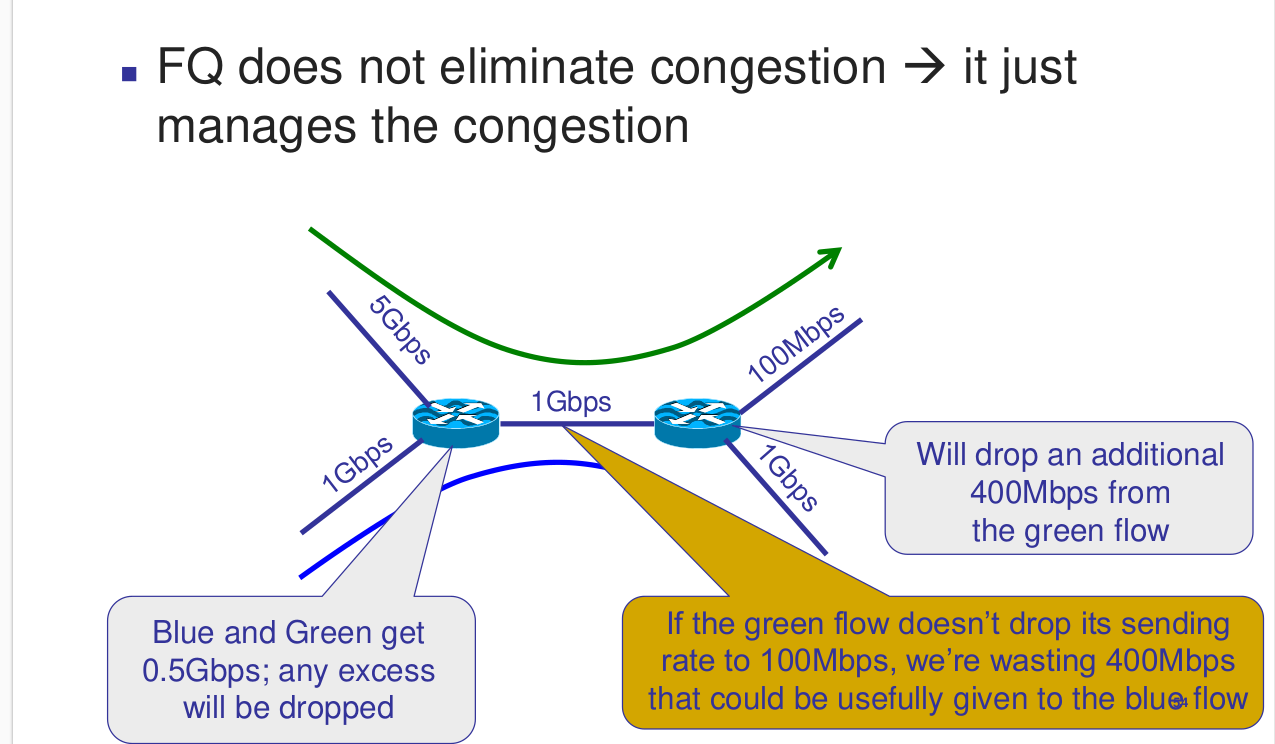 FQ does not eliminate congestion → it just
manages the congestion
5Gbps
100Mbps
1Gbps
1Gbps
1Gbps
Will drop an additional
400Mbps from
the green flow
Blue and Green get
0.5Gbps; any excess
will be dropped
If the green flow doesn't drop its sending
rate to 100Mbps, we're wasting 400Mbps
that could be usefully given to the blue flow
54